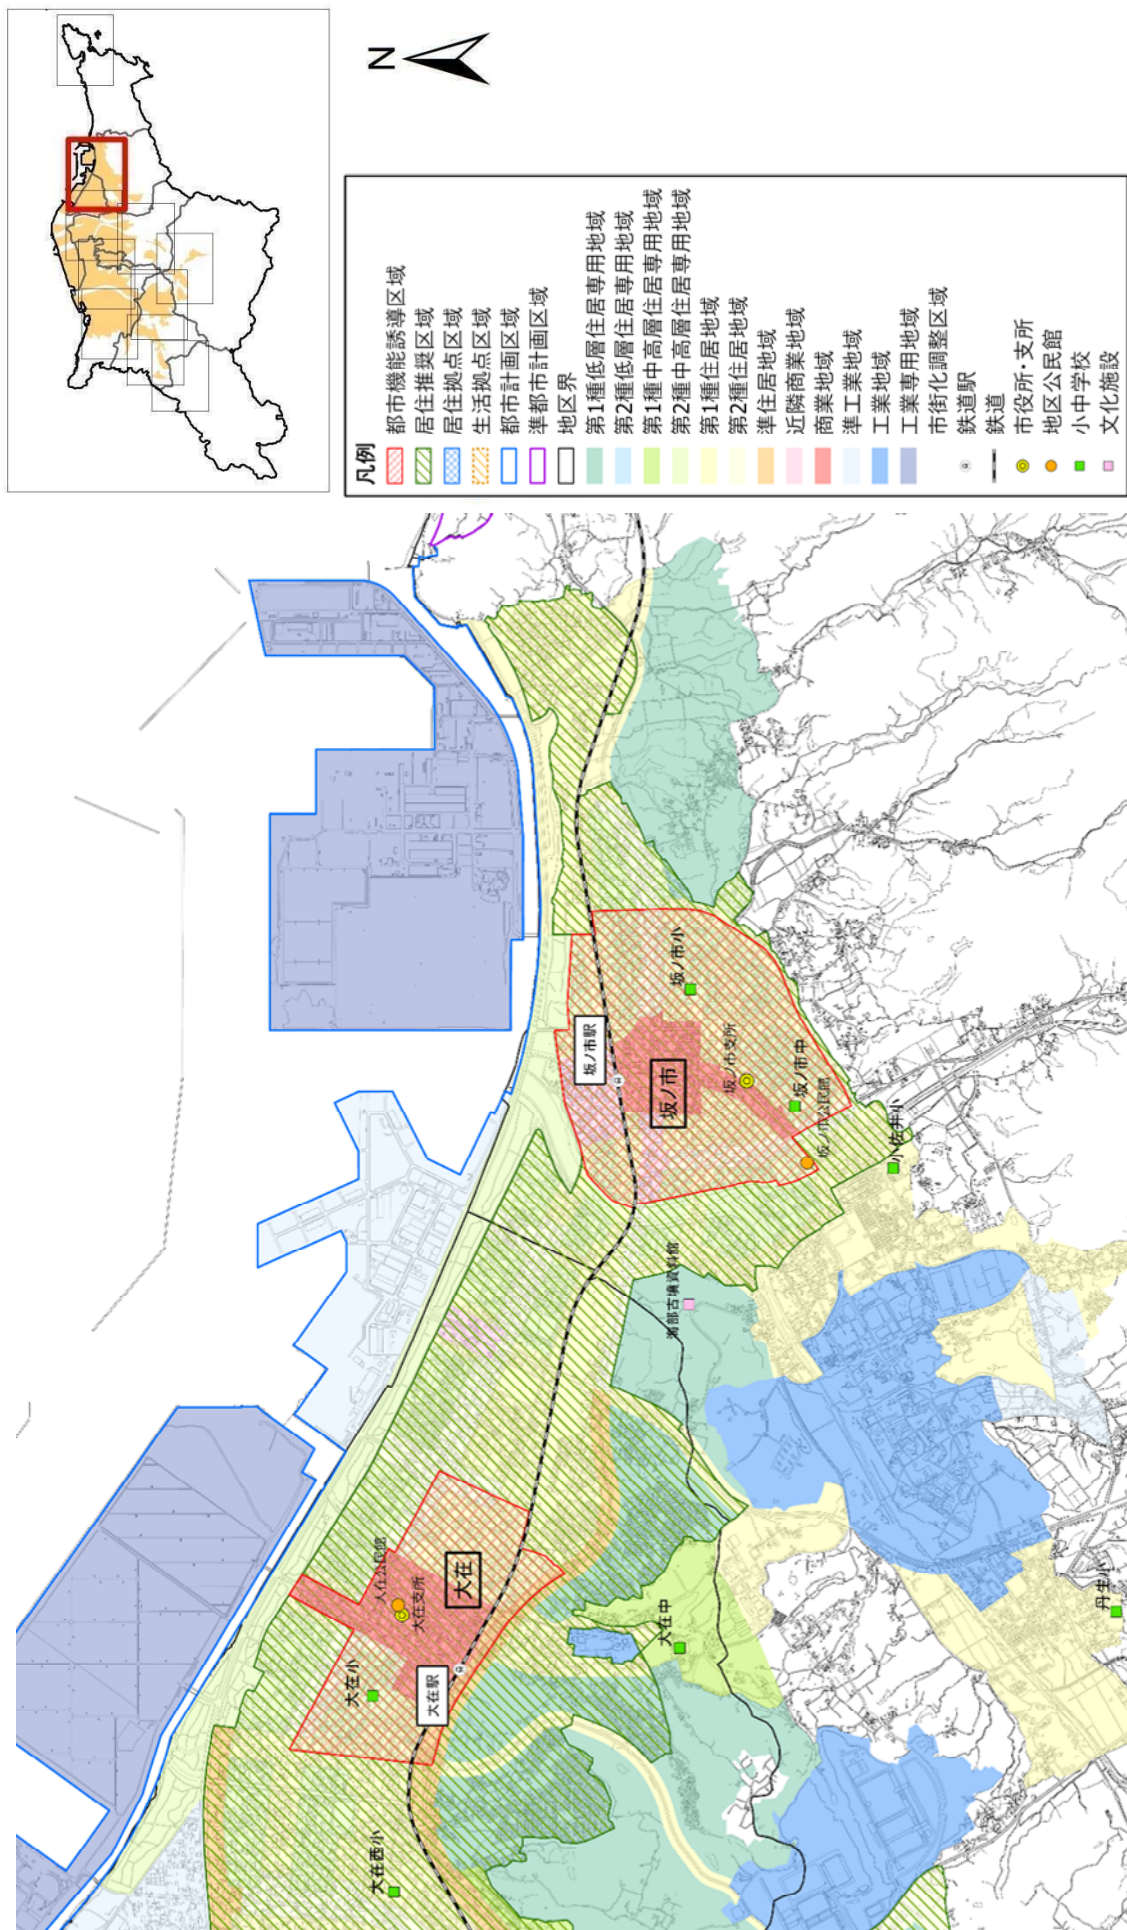 N
凡例
都市機能誘導区域
居住推奨区域
居住拠点区域
生活拠点区域
都市計画区域
準都市計画区域
地区界
第1種低層住居専用地域
第2種低層住居専用地域
第1種中高層住居専用地域
第2種中高層住居専用地域
第1種住居地域
第2種住居地域
準住居地域
近隣商業地域
商業地域
準工業地域
工業地域
工業専用地域
市街化調整区域
鉄道駅
鉄道
市役所・支所
地区公民館
小中学校
文化施設
大在公民館
大在支所
大在
大在小
大在駅
大在西小
大在中
坂ノ市駅
坂ノ市
坂ノ市小
坂ノ市支所
坂ノ市中
坂ノ市公民館
小佐井小
海部古墳資料館
丹生小